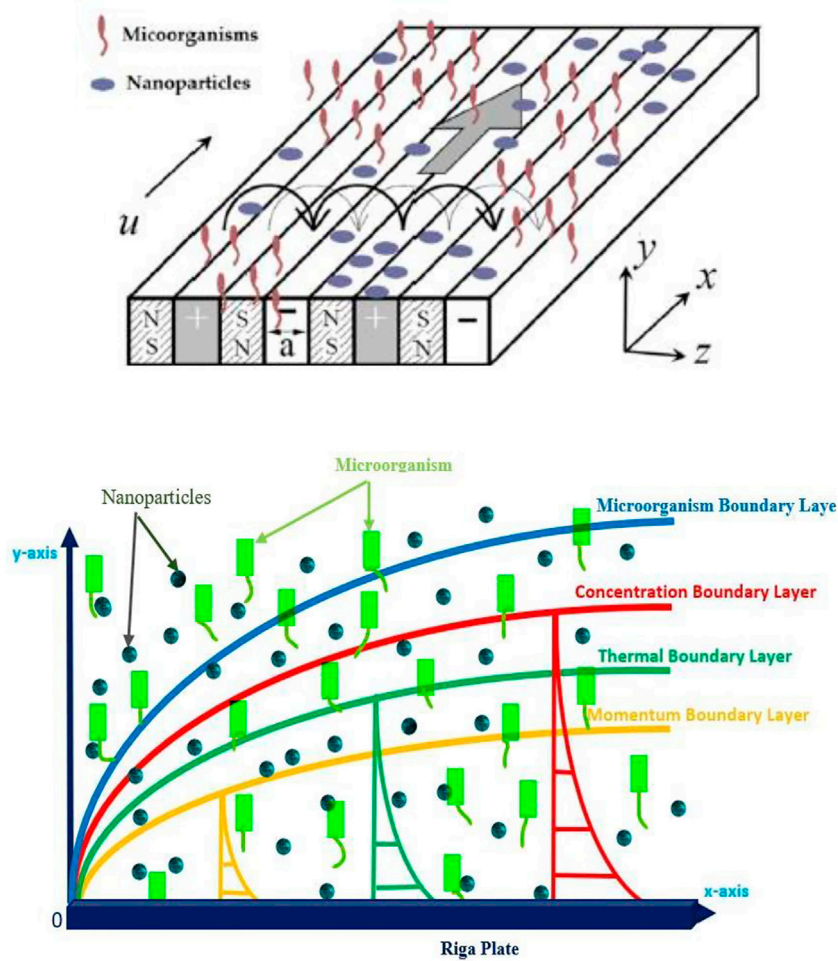 Micoorganisms
Nanoparticles
u
N + S − N + S −
S N a S N
y
x
z
Microorganism
Nanoparticles
Microorganism Boundary Laye
y-axis
Concentration Boundary Layer
Thermal Boundary Layer
Momentum Boundary Layer
x-axis
0
Riga Plate